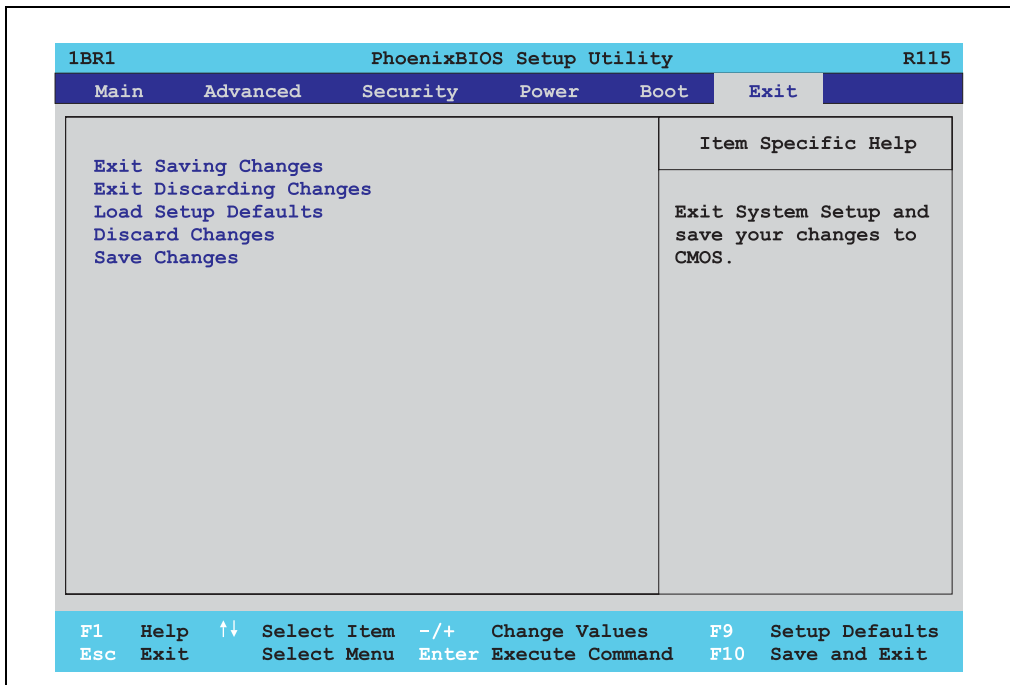 1BR1 PhoenixBIOS Setup Utility R115
Main Advanced Security Power Boot Exit
Item Specific Help
Exit Saving Changes
Exit Discarding Changes
Load Setup Defaults
Discard Changes
Save Changes
Exit System Setup and
save your changes to
CMOS.
F1 Help ↑↓ Select Item -/+ Change Values F9 Setup Defaults
Esc Exit Select Menu Enter Execute Command F10 Save and Exit